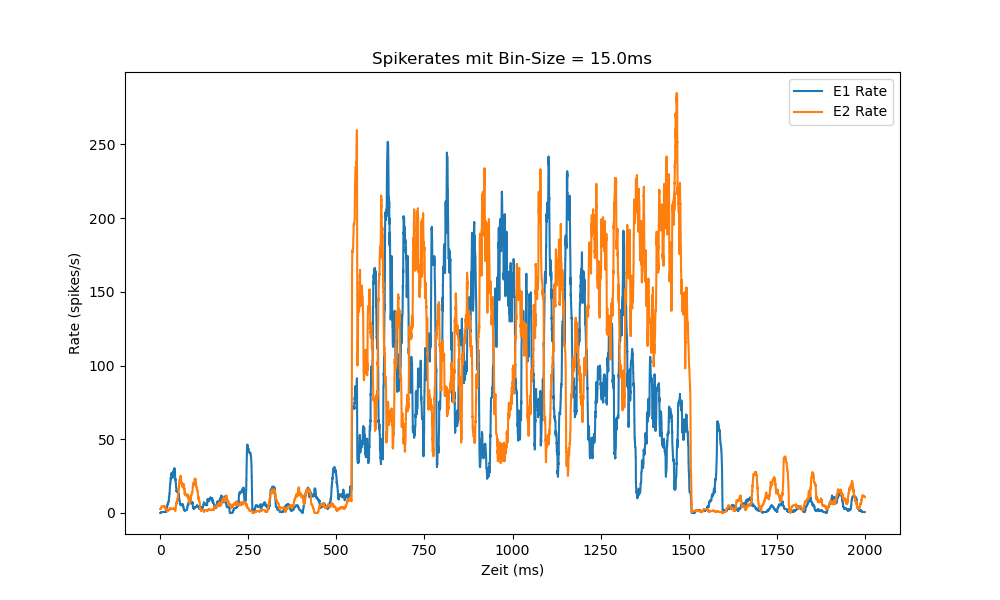 Spikerates mit Bin-Size = 15.0ms
E1 Rate
E2 Rate
Rate (spikes/s)
250
200
150
100
50
0
0 250 500 750 1000 1250 1500 1750 2000
Zeit (ms)